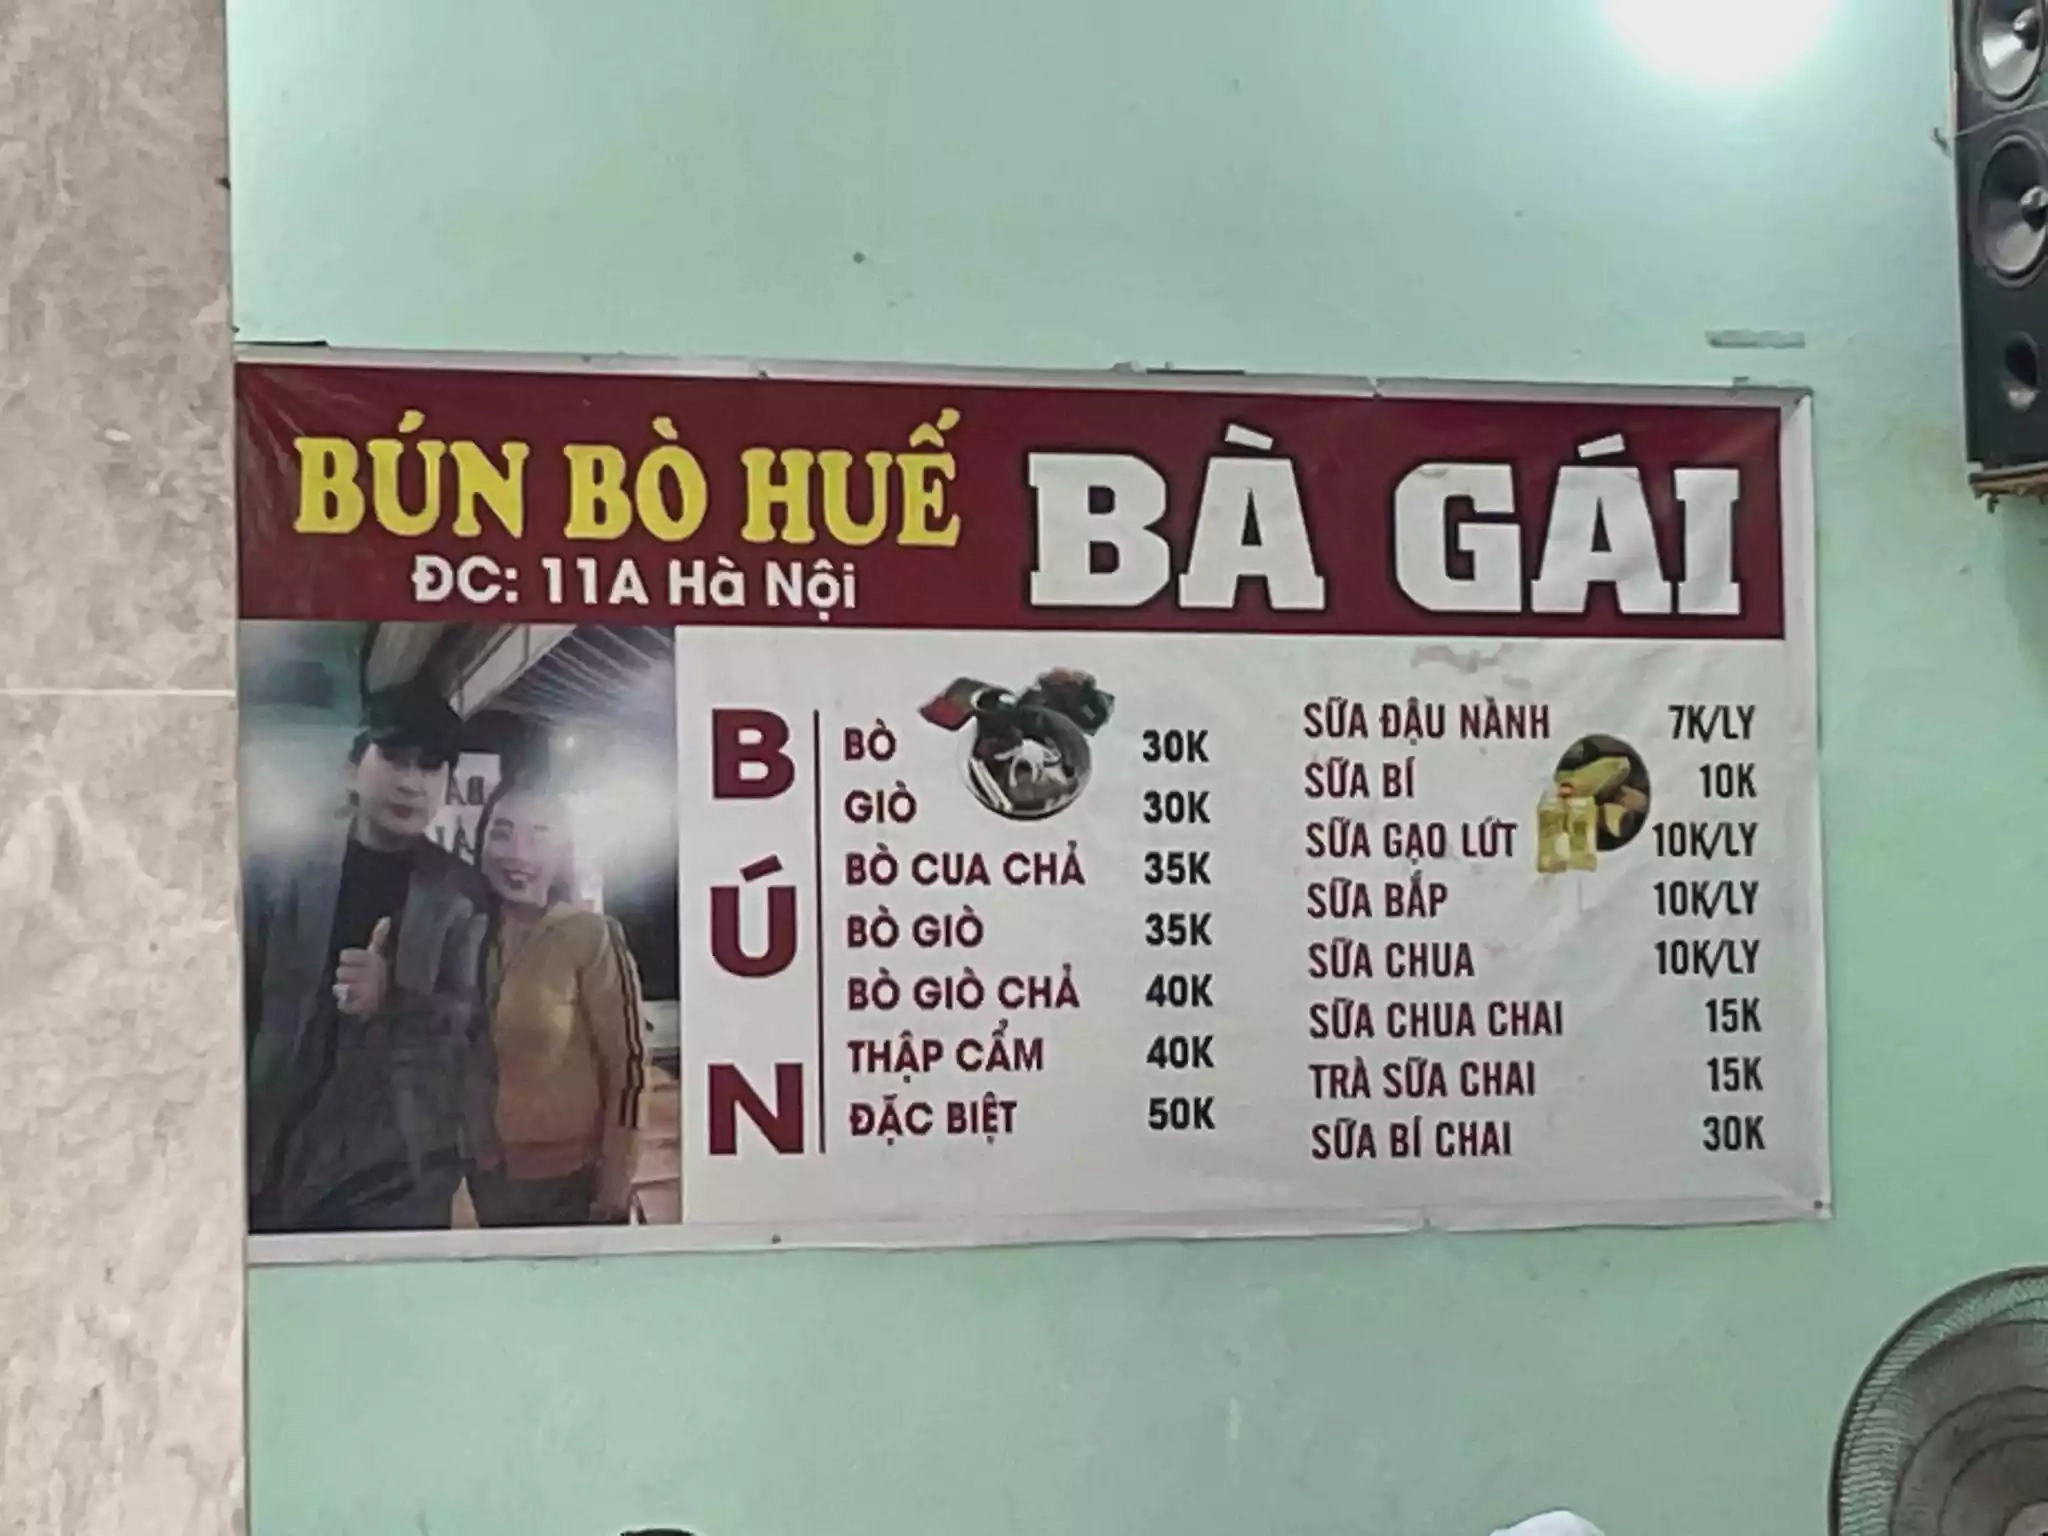 BÚN BÒ HUẾ BÀ GÁI
ĐC: 11A Hà Nội
BÚN
BÒ 30K
GIÒ 30K
BÒ CUA CHẢ 35K
BÒ GIÒ 35K
BÒ GIÒ CHẢ 40K
THẬP CẨM 40K
ĐẶC BIỆT 50K
SỮA ĐẬU NÀNH 7K/LY
SỮA BÍ 10K
SỮA GẠO LỨT 10K/LY
SỮA BẮP 10K/LY
SỮA CHUA 10K/LY
SỮA CHUA CHAI 15K
TRÀ SỮA CHAI 15K
SỮA BÍ CHAI 30K